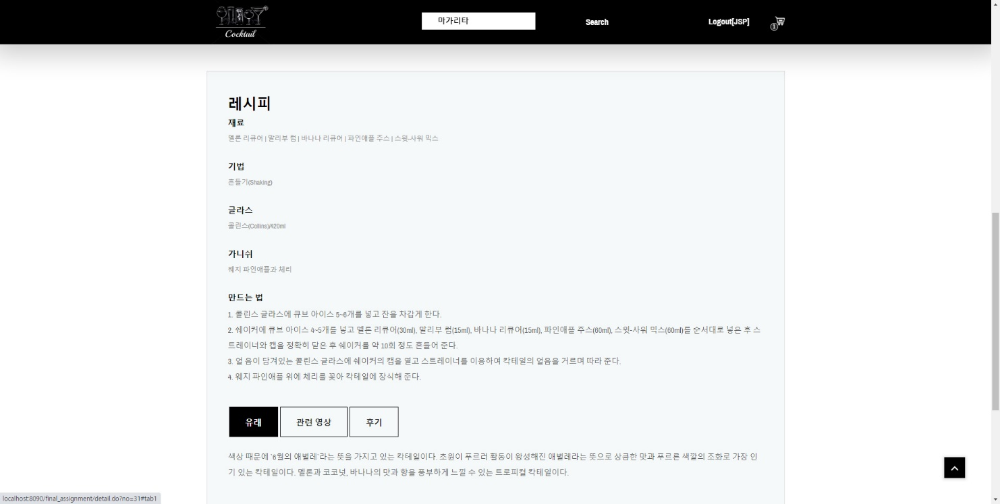 Cocktail
마가리타
Search
Logout[JSP]
1
레시피
재료
멜론 리큐어 | 말리부 럼 | 바나나 리큐어 | 파인애플 주스 | 스윗-사워 믹스
기법
흔들기(Shaking)
글라스
콜린스(Collins)/420ml
가니쉬
웨지 파인애플과 체리
만드는 법
1. 콜린스 글라스에 큐브 아이스 5~6개를 넣고 잔을 차갑게 한다.
2. 쉐이커에 큐브 아이스 4~5개를 넣고 멜론 리큐어(30ml), 말리부 럼(15ml), 바나나 리큐어(15ml), 파인애플 주스(60ml), 스윗-사워 믹스(60ml)를 순서대로 넣은 후 스
트레이너와 캡을 정확히 닫은 후 쉐이커를 약 10회 정도 흔들어 준다.
3. 얼 음이 담겨있는 콜린스 글라스에 쉐이커의 캡을 열고 스트레이너를 이용하여 칵테일의 얼음을 거르며 따라 준다.
4. 웨지 파인애플 위에 체리를 꽂아 칵테일에 장식해 준다.
유래
관련 영상
후기
색상 때문에 '6월의 애벌레'라는 뜻을 가지고 있는 칵테일이다. 초원이 푸르러 활동이 왕성해진 애벌레라는 뜻으로 상큼한 맛과 푸르른 색깔의 조화로 가장 인
기 있는 칵테일이다. 멜론과 코코넛, 바나나의 맛과 향을 풍부하게 느낄 수 있는 트로피컬 칵테일이다.
localhost:8090/final_assignment/detail.do?no=31#tab1